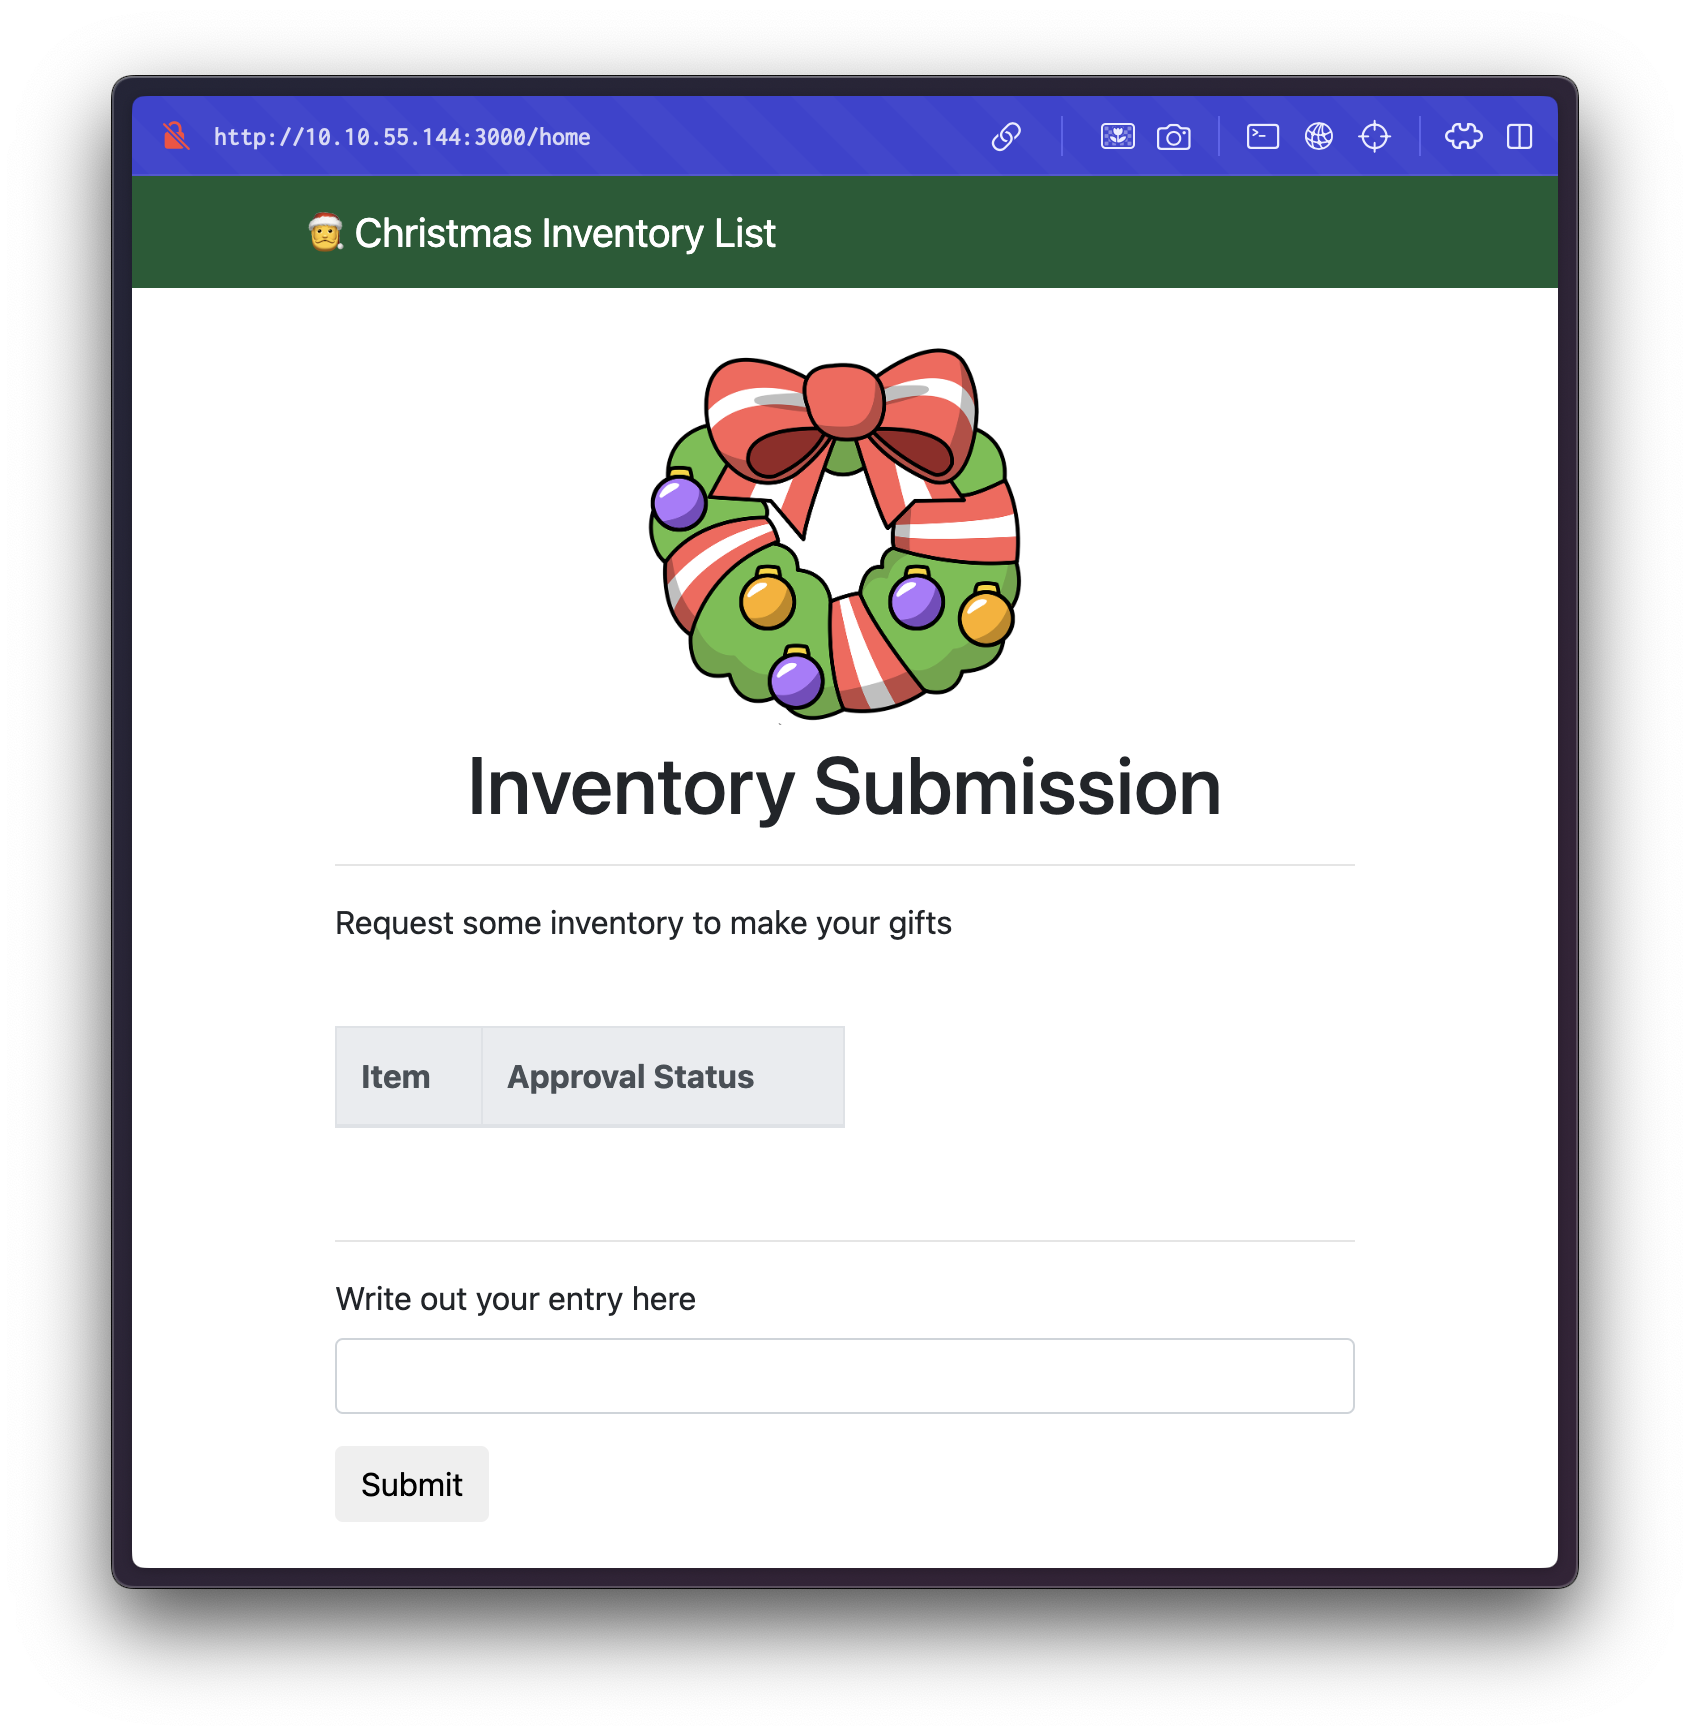 http://10.10.55.144:3000/home
Christmas Inventory List
Inventory Submission
Request some inventory to make your gifts
Item Approval Status
Write out your entry here
Submit